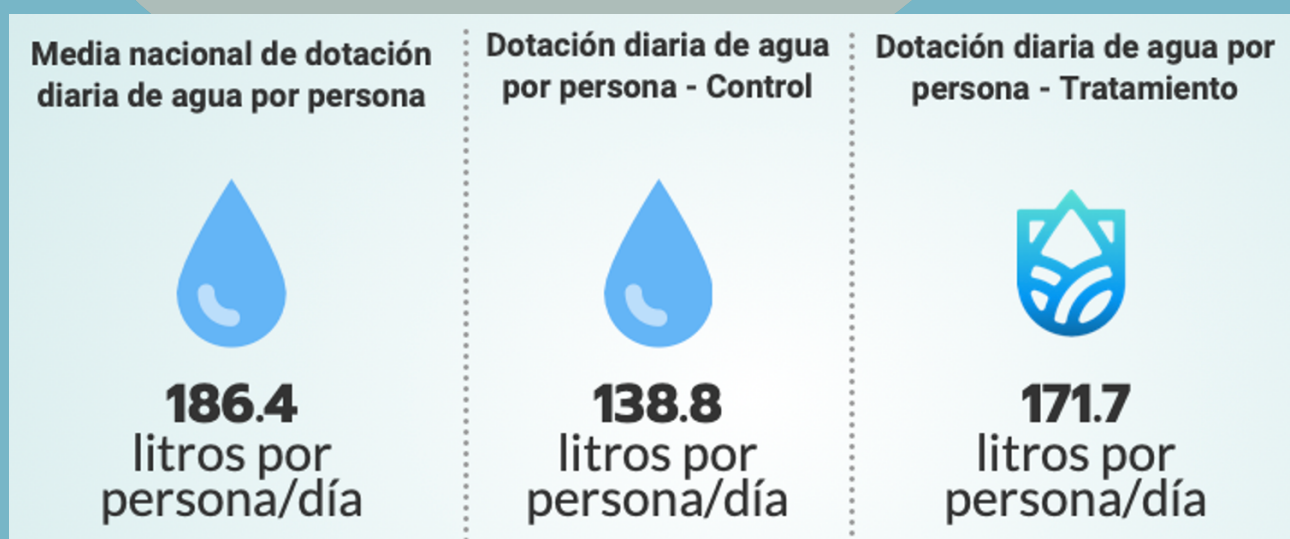 Media nacional de dotación
diaria de agua por persona
186.4
litros por
persona/día
Dotación diaria de agua
por persona - Control
138.8
litros por
persona/día
Dotación diaria de agua por
persona - Tratamiento
171.7
litros por
persona/día